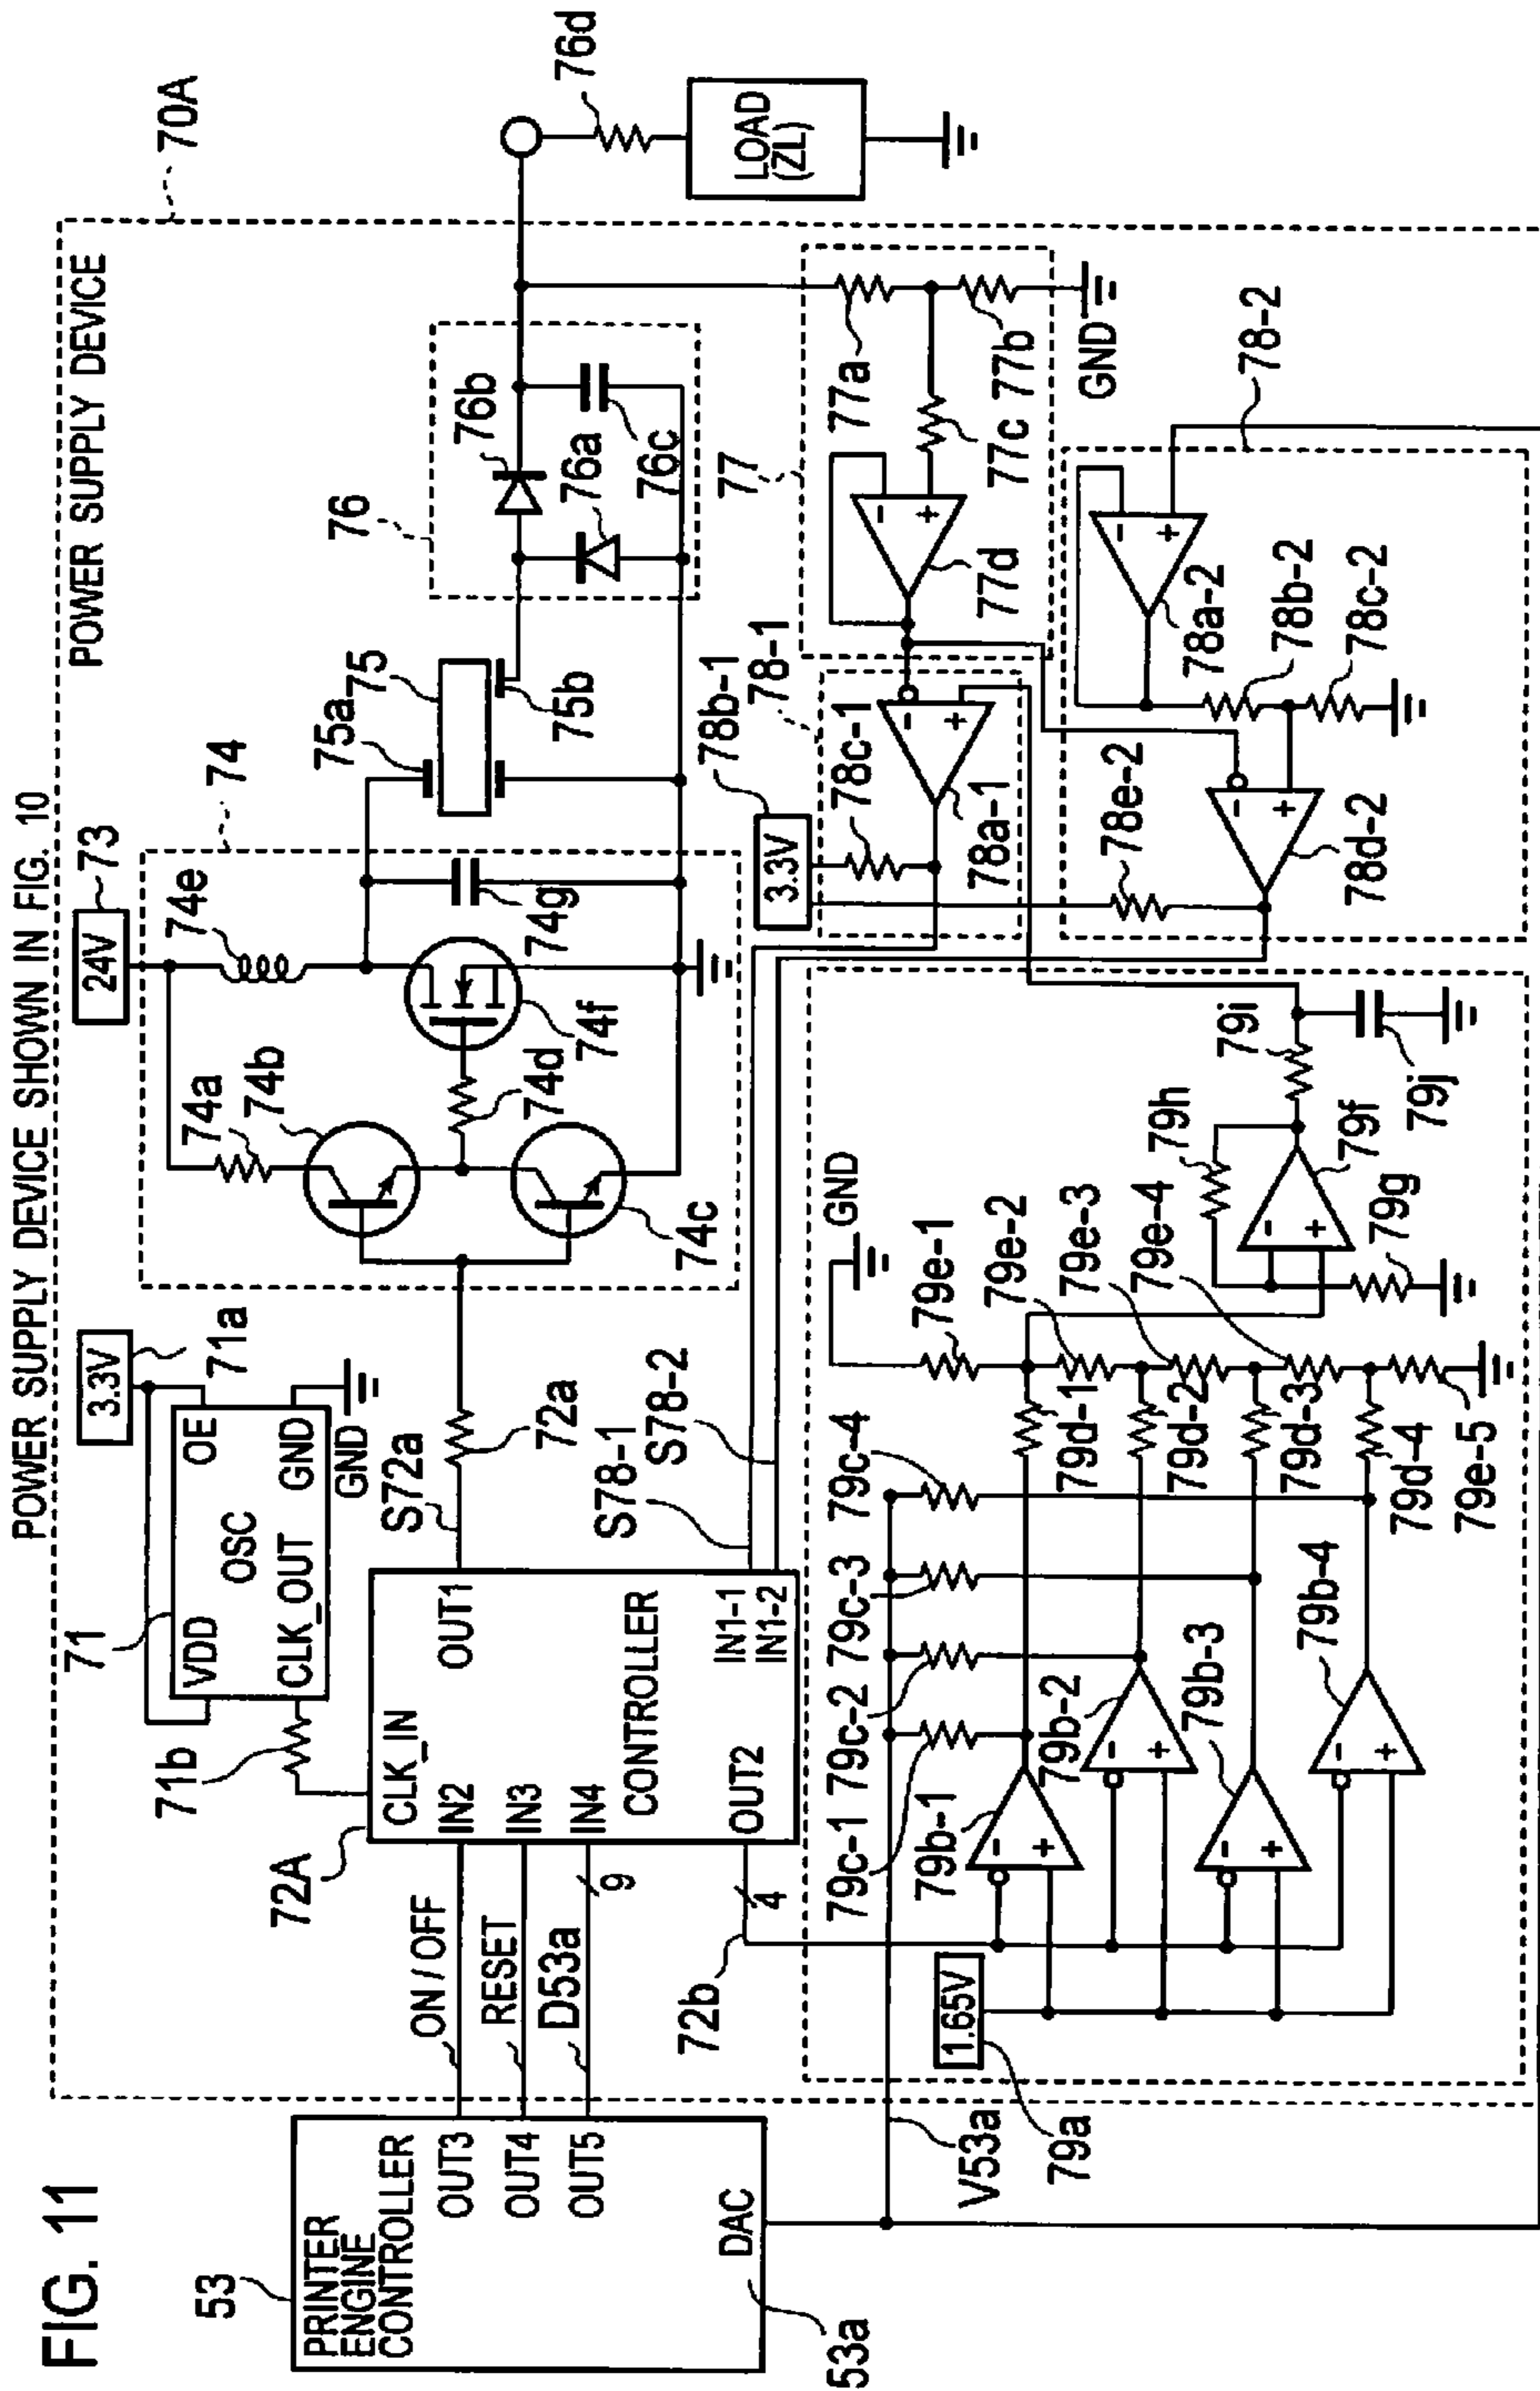 FIG. 11
POWER SUPPLY DEVICE SHOWN IN FIG. 10
POWER SUPPLY DEVICE
70A
53
PRINTER
ENGINE
CONTROLLER
OUT3
OUT4
OUT5
DAC
53a
ON / OFF
RESET
D53a
9
72A
CLK_IN
IN2
IN3
IN4
CONTROLLER
OUT1
OUT2
IN1-1
IN1-2
4
72b
71
VDD
OE
OSC
CLK_OUT
GND
GND
3.3V
71a
71b
S72a
72a
S78-1
S78-2
24V
73
74
74a
74b
74c
74d
74e
74f
74g
75a
75
75b
76
76b
76a
76c
76d
LOAD
(ZL)
77
77a
77b
77c
77d
GND
78-1
78b-1
3.3V
78c-1
78a-1
78-2
78a-2
78b-2
78c-2
78e-2
78d-2
V53a
79a
1.65V
79b-1
79b-2
79b-3
79b-4
79c-1
79c-2
79c-3
79c-4
79d-1
79d-2
79d-3
79d-4
GND
79e-1
79e-2
79e-3
79e-4
79e-5
79f
79g
79h
79i
79j